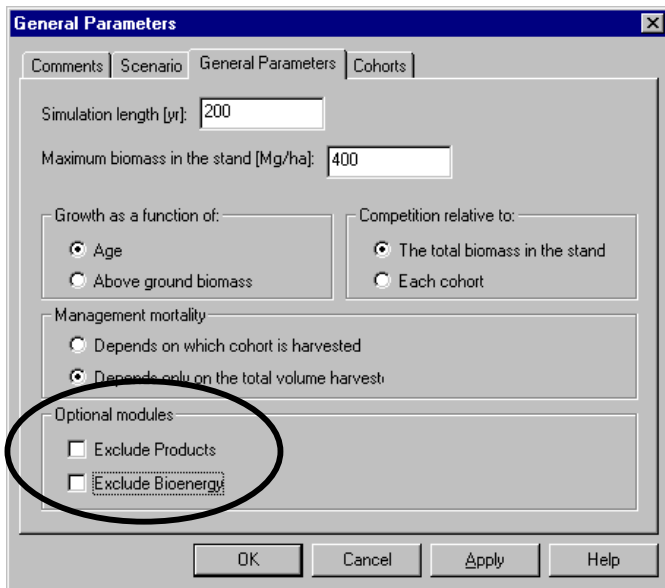 General Parameters
Comments Scenario General Parameters Cohorts
Simulation length [yr]: 200
Maximum biomass in the stand [Mg/ha]: 400
Growth as a function of: Competition relative to:
Age The total biomass in the stand
Above ground biomass Each cohort
Management mortality
Depends on which cohort is harvested
Depends only on the total volume harveste
Optional modules
Exclude Products
Exclude Bioenergy
OK Cancel Apply Help